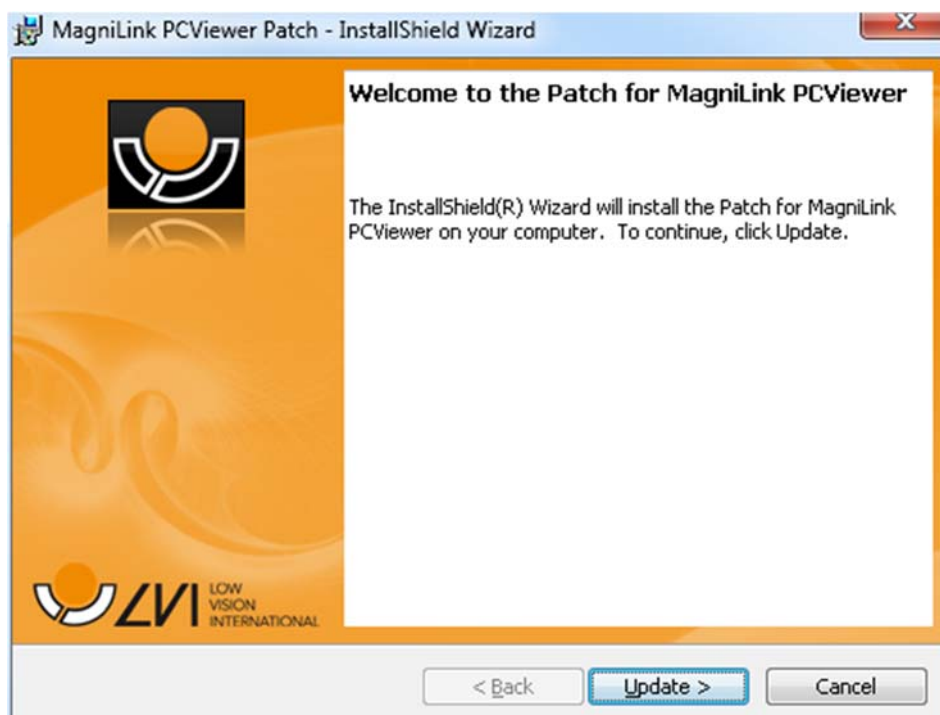 MagniLink PCViewer Patch - InstallShield Wizard
Welcome to the Patch for MagniLink PCViewer
The InstallShield(R) Wizard will install the Patch for MagniLink
PCViewer on your computer.  To continue, click Update.
LVI
LOW
VISION
INTERNATIONAL
< Back
Update >
Cancel